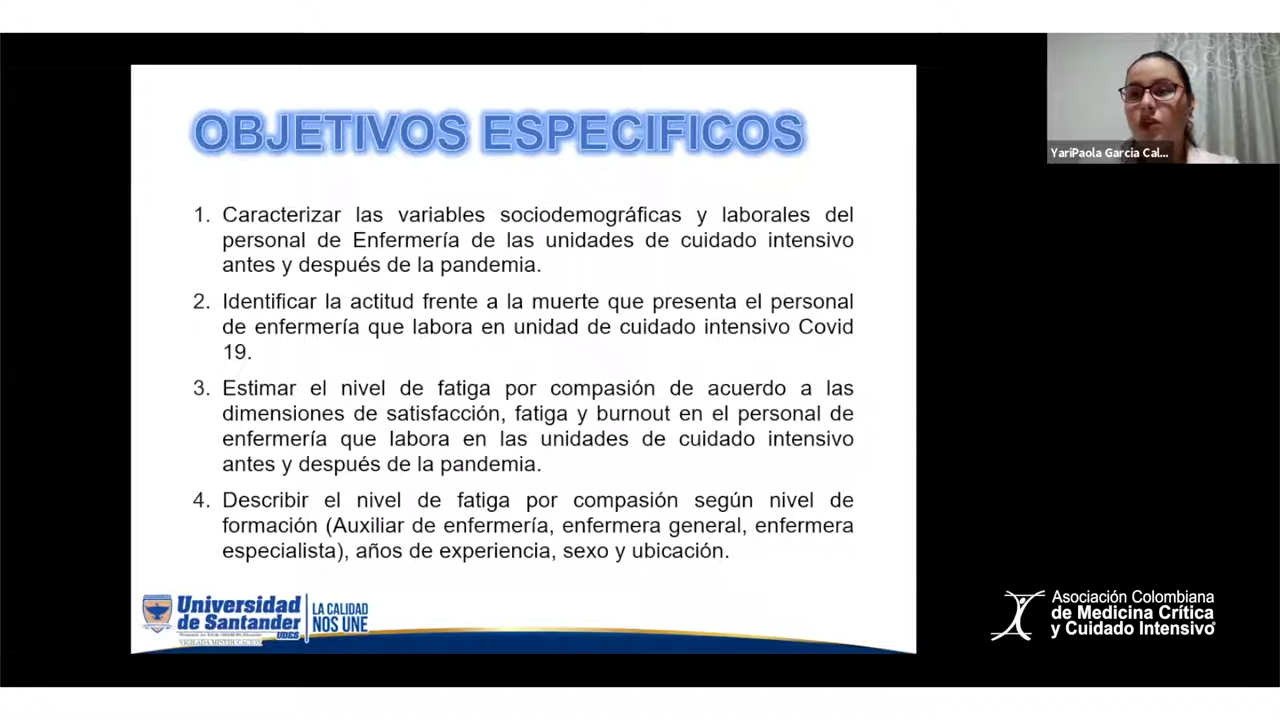 OBJETIVOS ESPECIFICOS
1. Caracterizar las variables sociodemográficas y laborales del
personal de Enfermería de las unidades de cuidado intensivo
antes y después de la pandemia.
2. Identificar la actitud frente a la muerte que presenta el personal
de enfermería que labora en unidad de cuidado intensivo Covid
19.
3. Estimar el nivel de fatiga por compasión de acuerdo a las
dimensiones de satisfacción, fatiga y burnout en el personal de
enfermería que labora en las unidades de cuidado intensivo
antes y después de la pandemia.
4. Describir el nivel de fatiga por compasión según nivel de
formación (Auxiliar de enfermería, enfermera general, enfermera
especialista), años de experiencia, sexo y ubicación.
Universidad
de Santander
UDES
VIGILADA MINEDUCACIÓN
LA CALIDAD
NOS UNE
YariPaola Garcia Cal...
Asociación Colombiana
de Medicina Crítica
y Cuidado Intensivo